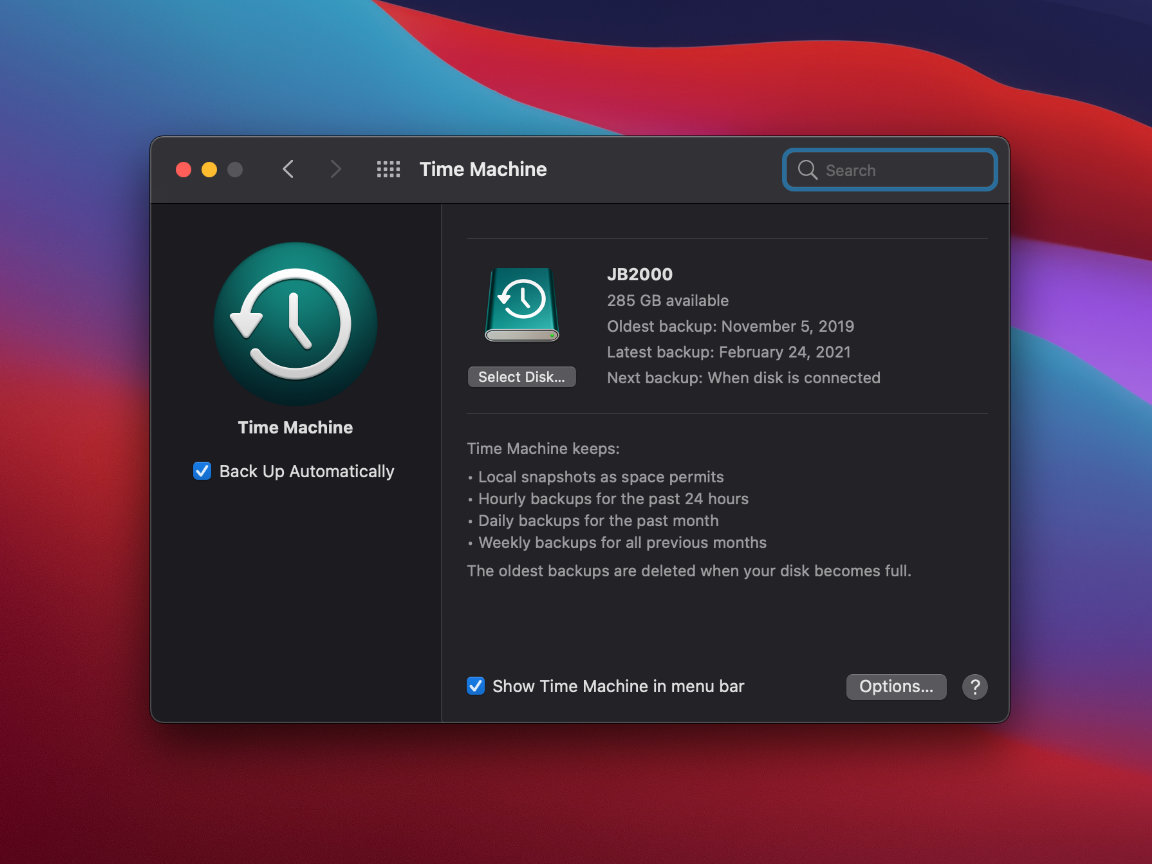 Time Machine
Search
Time Machine
Back Up Automatically
JB2000
285 GB available
Oldest backup: November 5, 2019
Latest backup: February 24, 2021
Next backup: When disk is connected
Select Disk...
Time Machine keeps:
• Local snapshots as space permits
• Hourly backups for the past 24 hours
• Daily backups for the past month
• Weekly backups for all previous months
The oldest backups are deleted when your disk becomes full.
Show Time Machine in menu bar
Options...
?